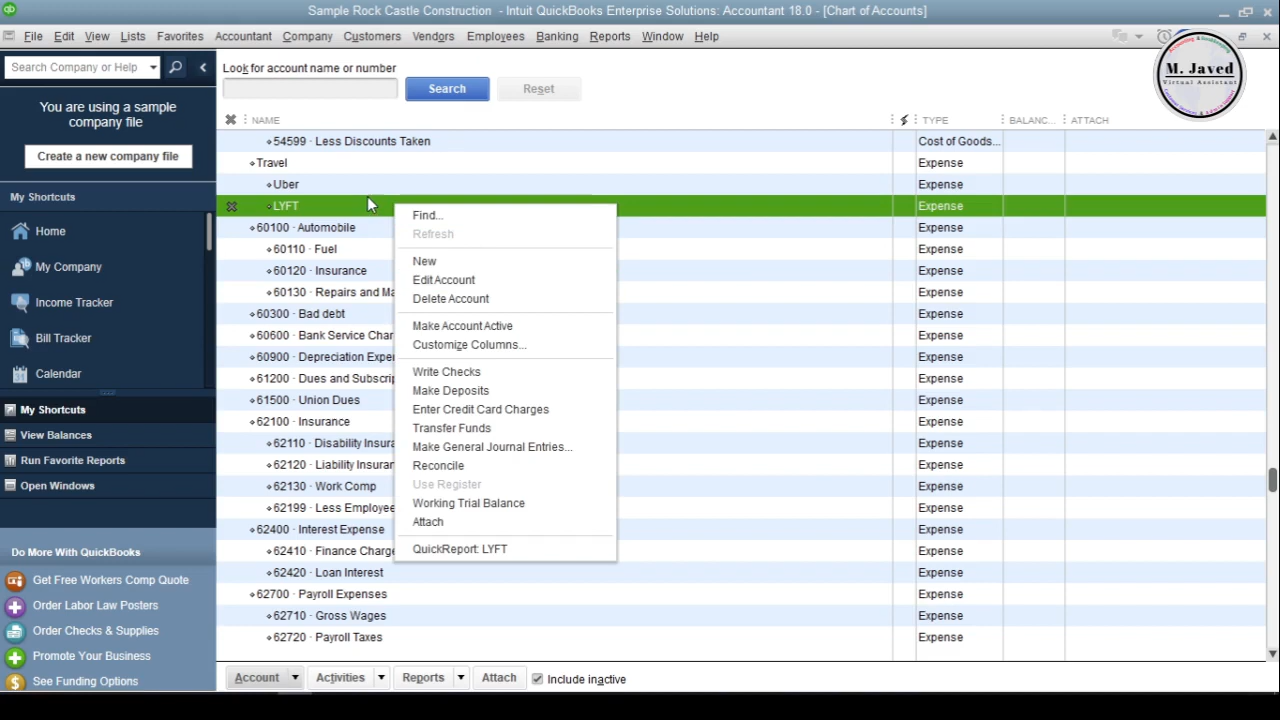 Sample Rock Castle Construction - Intuit QuickBooks Enterprise Solutions: Accountant 18.0 - [Chart of Accounts]
File Edit View Lists Favorites Accountant Company Customers Vendors Employees Banking Reports Window Help
Search Company or Help
You are using a sample
company file
Create a new company file
My Shortcuts
Home
My Company
Income Tracker
Bill Tracker
Calendar
My Shortcuts
View Balances
Run Favorite Reports
Open Windows
Do More With QuickBooks
Get Free Workers Comp Quote
Order Labor Law Posters
Order Checks & Supplies
Promote Your Business
See Funding Options
Look for account name or number
Search Reset
M. Javed
Virtual Assistant
NAME TYPE BALANC... ATTACH
54599 · Less Discounts Taken Cost of Goods...
Travel Expense
Uber Expense
LYFT Expense
60100 · Automobile Expense
60110 · Fuel Expense
60120 · Insurance Expense
60130 · Repairs and Ma Expense
60300 · Bad debt Expense
60600 · Bank Service Char Expense
60900 · Depreciation Expe Expense
61200 · Dues and Subscrip Expense
61500 · Union Dues Expense
62100 · Insurance Expense
62110 · Disability Insura Expense
62120 · Liability Insuran Expense
62130 · Work Comp Expense
62199 · Less Employee Expense
62400 · Interest Expense Expense
62410 · Finance Charge Expense
62420 · Loan Interest Expense
62700 · Payroll Expenses Expense
62710 · Gross Wages Expense
62720 · Payroll Taxes Expense
Find...
Refresh
New
Edit Account
Delete Account
Make Account Active
Customize Columns...
Write Checks
Make Deposits
Enter Credit Card Charges
Transfer Funds
Make General Journal Entries...
Reconcile
Use Register
Working Trial Balance
Attach
QuickReport: LYFT
Account Activities Reports Attach Include inactive